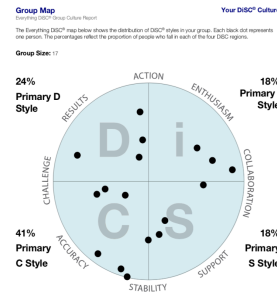 Group Map
Your DiSC® Culture
Everything DiSC® Group Culture Report
The Everything DiSC® map below shows the distribution of DiSC® styles in your group. Each black dot represents
one person. The percentages reflect the proportion of people who fall in each of the four DiSC regions.
Group Size: 17
24%
Primary D
Style
18%
Primary
Style
ACTION
RESULTS
ENTHUSIASM
CHALLENGE
COLLABORATION
D
i
C
S
41%
Primary
C Style
18%
Primary
S Style
ACCURACY
SUPPORT
STABILITY